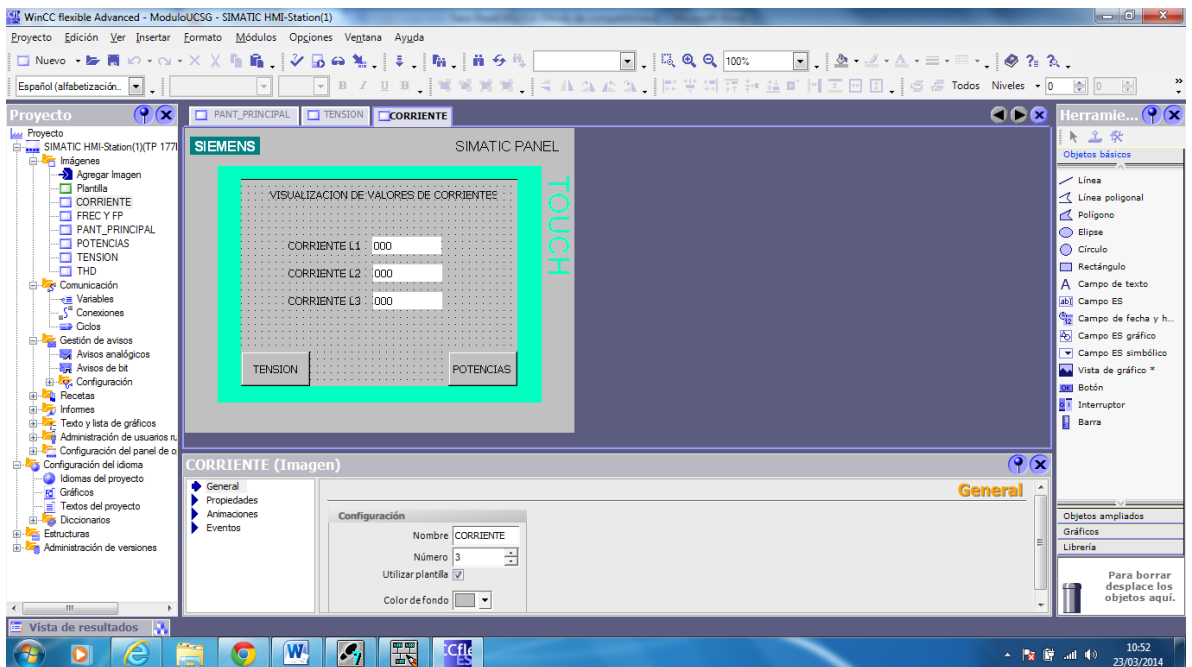 WinCC flexible Advanced - ModuloUCSG - SIMATIC HMI-Station(1)
Proyecto Edición Ver Insertar Formato Módulos Opciones Ventana Ayuda
Nuevo 100%
Español (alfabetización.. B I U B Todos Niveles 0 0
Proyecto
Proyecto
SIMATIC HMI-Station(1)(TP 177
Imágenes
Agregar Imagen
Plantilla
CORRIENTE
FREC Y FP
PANT_PRINCIPAL
POTENCIAS
TENSION
THD
Comunicación
Variables
Conexiones
Ciclos
Gestión de avisos
Avisos analógicos
Avisos de bit
Configuración
Recetas
Informes
Texto y lista de gráficos
Administración de usuarios ru
Configuración del panel de o
Configuración del idioma
Idiomas del proyecto
Gráficos
Textos del proyecto
Diccionarios
Estructuras
Administración de versiones
PANT_PRINCIPAL TENSION CORRIENTE
SIEMENS SIMATIC PANEL
TOUCH
VISUALIZACION DE VALORES DE CORRIENTES
CORRIENTE L1 000
CORRIENTE L2 000
CORRIENTE L3 000
TENSION POTENCIAS
CORRIENTE (Imagen)
General
Propiedades
Animaciones
Eventos
General
Configuración
Nombre CORRIENTE
Número 3
Utilizar plantilla
Color de fondo
Herramie...
Objetos básicos
Línea
Línea poligonal
Polígono
Elipse
Círculo
Rectángulo
Campo de texto
Campo ES
Campo de fecha y h...
Campo ES gráfico
Campo ES simbólico
Vista de gráfico *
Botón
Interruptor
Barra
Objetos ampliados
Gráficos
Librería
Para borrar
desplace los
objetos aquí.
Vista de resultados
10:52
23/03/2014